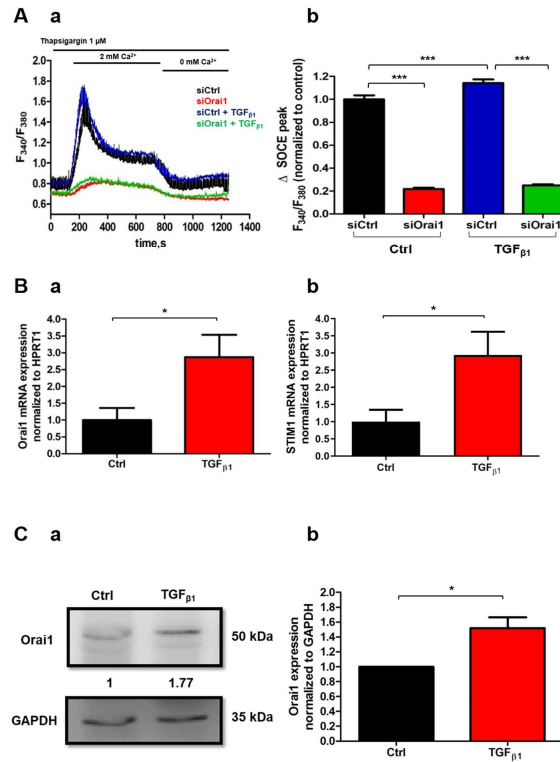 A a
Thapsigargin 1 µM
2 mM Ca²⁺
0 mM Ca²⁺
siCtrl
siOrai1
siCtrl + TGFβ1
siOrai1 + TGFβ1
F340/F380
2.0
1.8
1.6
1.4
1.2
1.0
0.8
0.6
0.4
0 200 400 600 800 1000 1200 1400
time,s
b
***
***
***
Δ SOCE peak
F340/F380 (normalized to control)
1.2
1.0
0.8
0.6
0.4
0.2
0
siCtrl siOrai1 siCtrl siOrai1
Ctrl TGFβ1
B a
*
Orai1 mRNA expression
normalized to HPRT1
4.0
3.5
3.0
2.5
2.0
1.5
1.0
0.5
0.0
Ctrl TGFβ1
b
*
STIM1 mRNA expression
normalized to HPRT1
4.0
3.5
3.0
2.5
2.0
1.5
1.0
0.5
0.0
Ctrl TGFβ1
C a
Ctrl TGFβ1
Orai1 50 kDa
1 1.77
GAPDH 35 kDa
b
*
Orai1 expression
normalized to GAPDH
2.0
1.8
1.6
1.4
1.2
1.0
0.8
0.6
0.4
0.2
0
Ctrl TGFβ1